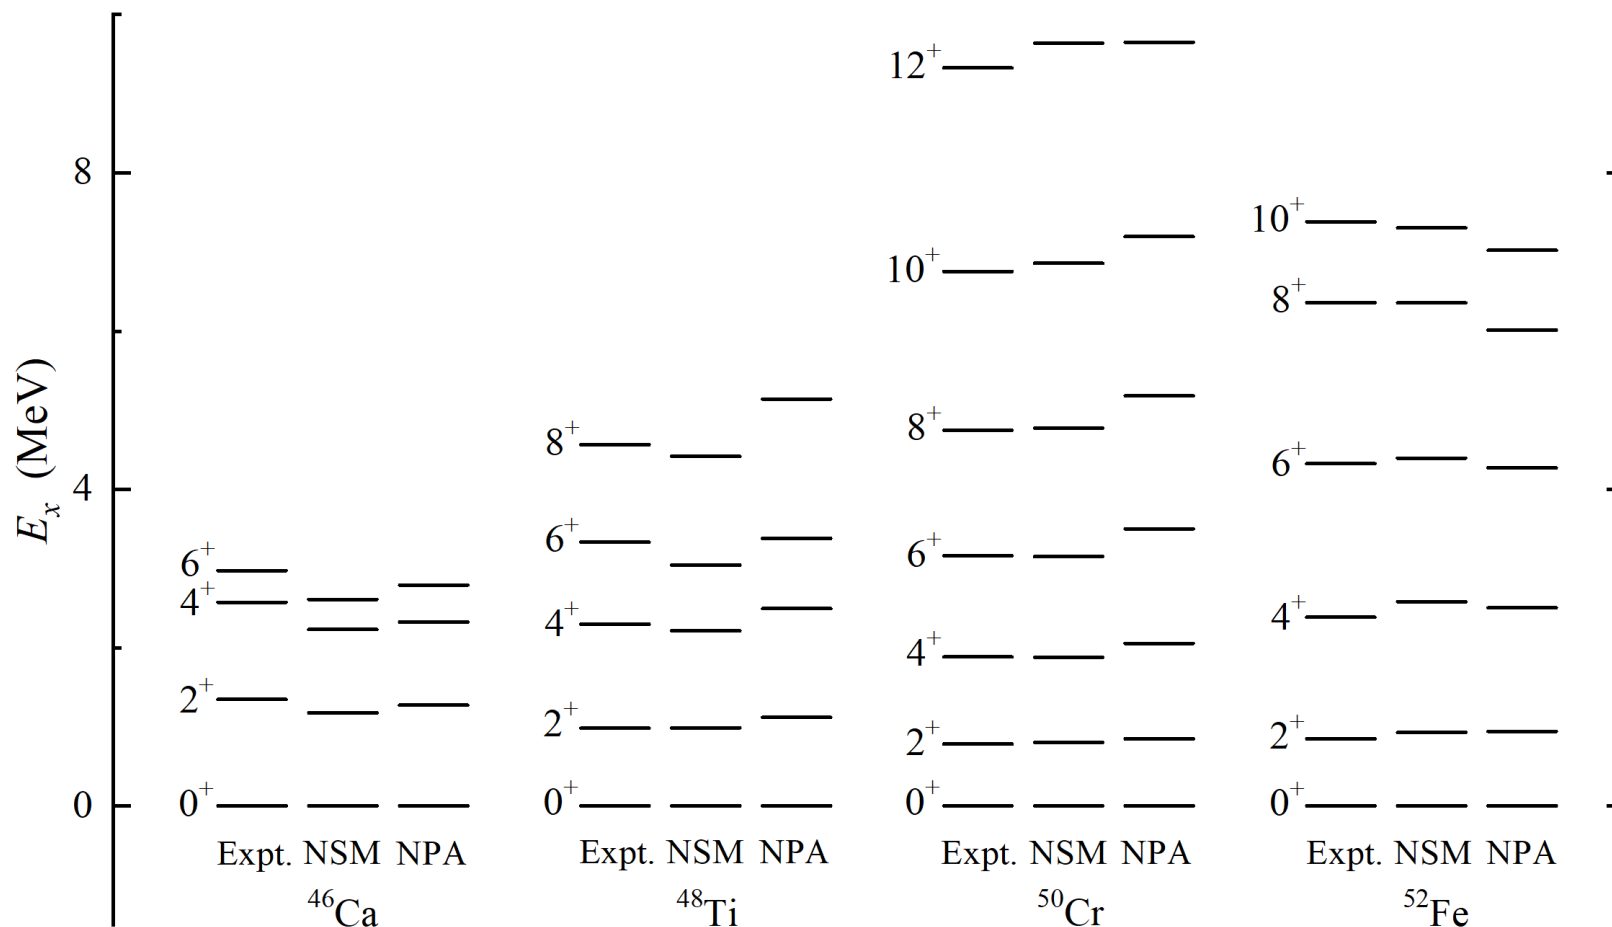 12⁺
8
10⁺
10⁺
8⁺
8⁺
8⁺
6⁺
E_x (MeV)
4
6⁺
6⁺
6⁺
4⁺
4⁺
4⁺
4⁺
2⁺
2⁺
2⁺
2⁺
0
0⁺
0⁺
0⁺
0⁺
Expt. NSM NPA
Expt. NSM NPA
Expt. NSM NPA
Expt. NSM NPA
⁴⁶Ca
⁴⁸Ti
⁵⁰Cr
⁵²Fe